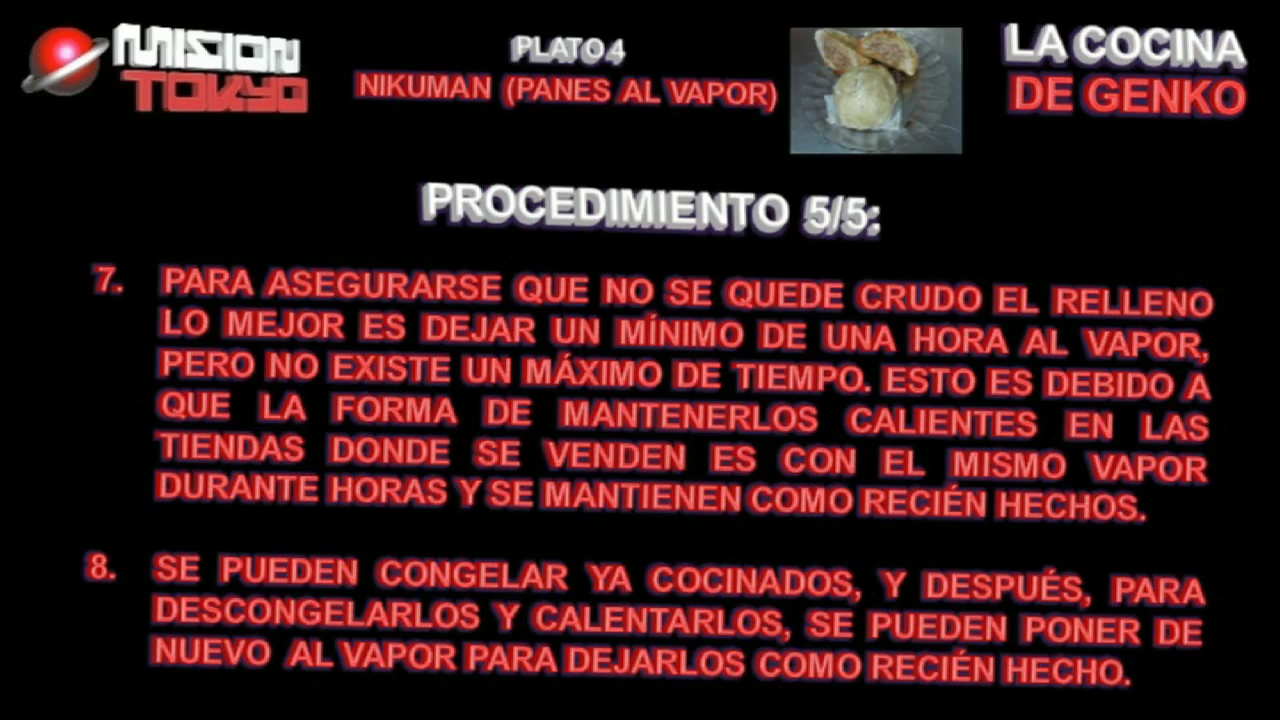 MISION
TOKYO
PLATO 4
NIKUMAN (PANES AL VAPOR)
LA COCINA
DE GENKO
PROCEDIMIENTO 5/5:
7. PARA ASEGURARSE QUE NO SE QUEDE CRUDO EL RELLENO
LO MEJOR ES DEJAR UN MÍNIMO DE UNA HORA AL VAPOR,
PERO NO EXISTE UN MÁXIMO DE TIEMPO. ESTO ES DEBIDO A
QUE LA FORMA DE MANTENERLOS CALIENTES EN LAS
TIENDAS DONDE SE VENDEN ES CON EL MISMO VAPOR
DURANTE HORAS Y SE MANTIENEN COMO RECIÉN HECHOS.
8. SE PUEDEN CONGELAR YA COCINADOS, Y DESPUÉS, PARA
DESCONGELARLOS Y CALENTARLOS, SE PUEDEN PONER DE
NUEVO AL VAPOR PARA DEJARLOS COMO RECIÉN HECHO.